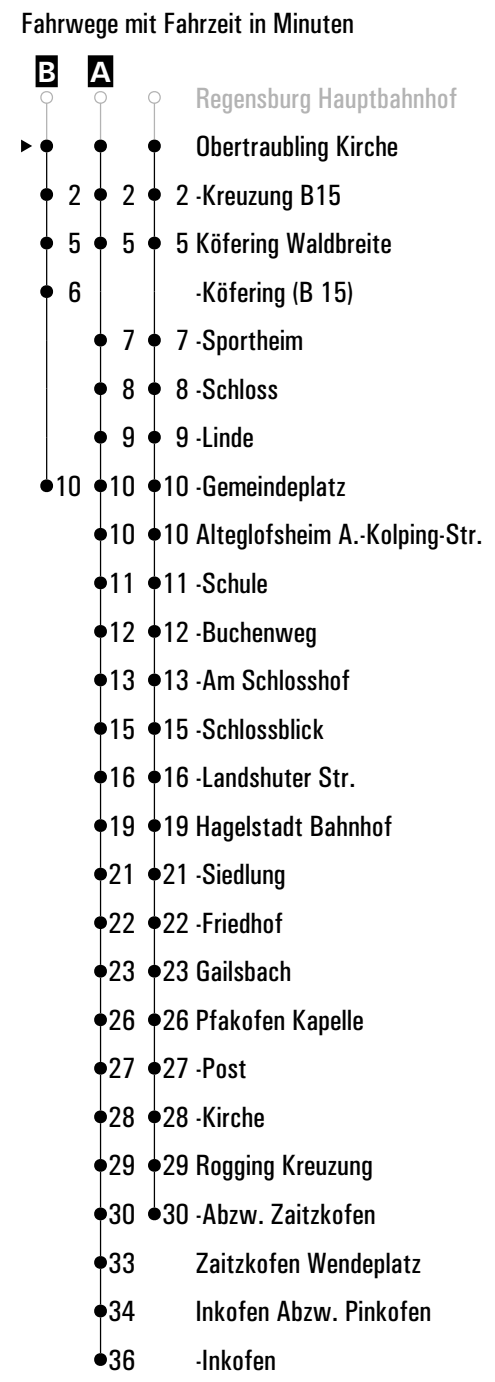 Fahrwege mit Fahrzeit in Minuten
B A
Regensburg Hauptbahnhof
Obertraubling Kirche
2 2 2 -Kreuzung B15
5 5 5 Köfering Waldbreite
6 -Köfering (B 15)
7 7 -Sportheim
8 8 -Schloss
9 9 -Linde
10 10 10 -Gemeindeplatz
10 10 Alteglofsheim A.-Kolping-Str.
11 11 -Schule
12 12 -Buchenweg
13 13 -Am Schlosshof
15 15 -Schlossblick
16 16 -Landshuter Str.
19 19 Hagelstadt Bahnhof
21 21 -Siedlung
22 22 -Friedhof
23 23 Gailsbach
26 26 Pfakofen Kapelle
27 27 -Post
28 28 -Kirche
29 29 Rogging Kreuzung
30 30 -Abzw. Zaitzkofen
33 Zaitzkofen Wendeplatz
34 Inkofen Abzw. Pinkofen
36 -Inkofen